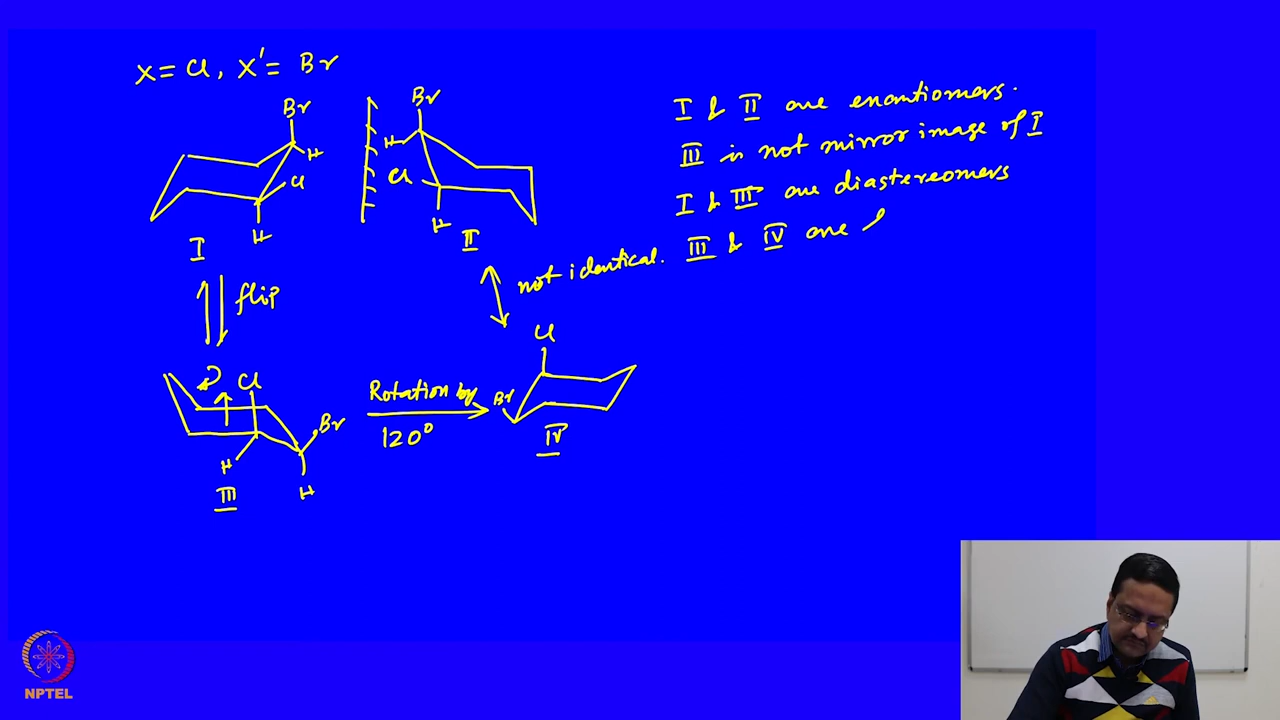 X = Cl, X' = Br
Br
H
Cl
H
I
Br
H
Cl
H
II
I & II are enantiomers.
III is not mirror image of I
I & III are diastereomers
not identical. III & IV are
flip
Cl
Br
H
H
III
Rotation by
120°
Cl
Br
IV
NPTEL